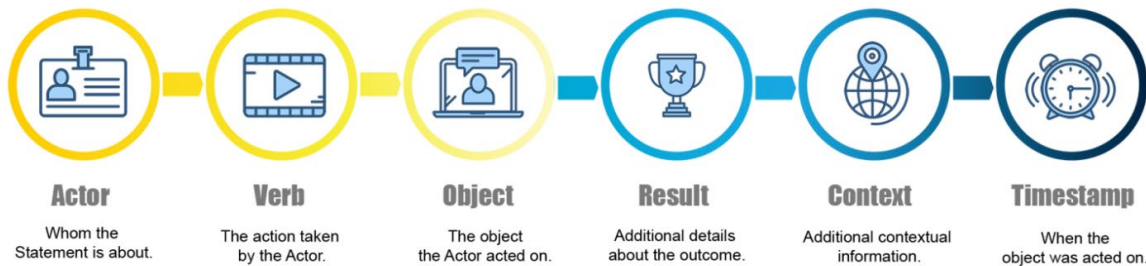 Actor
Whom the
Statement is about.
Verb
The action taken
by the Actor.
Object
The object
the Actor acted on.
Result
Additional details
about the outcome.
Context
Additional contextual
information.
Timestamp
When the
object was acted on